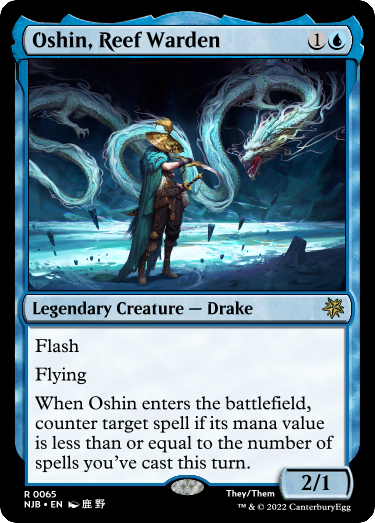 Oshin, Reef Warden 1
Legendary Creature — Drake
Flash
Flying
When Oshin enters the battlefield,
counter target spell if its mana value
is less than or equal to the number of
spells you've cast this turn.
2/1
R 0065
NJB • EN 鹿 野
They/Them
™ & © 2022 CanterburyEgg